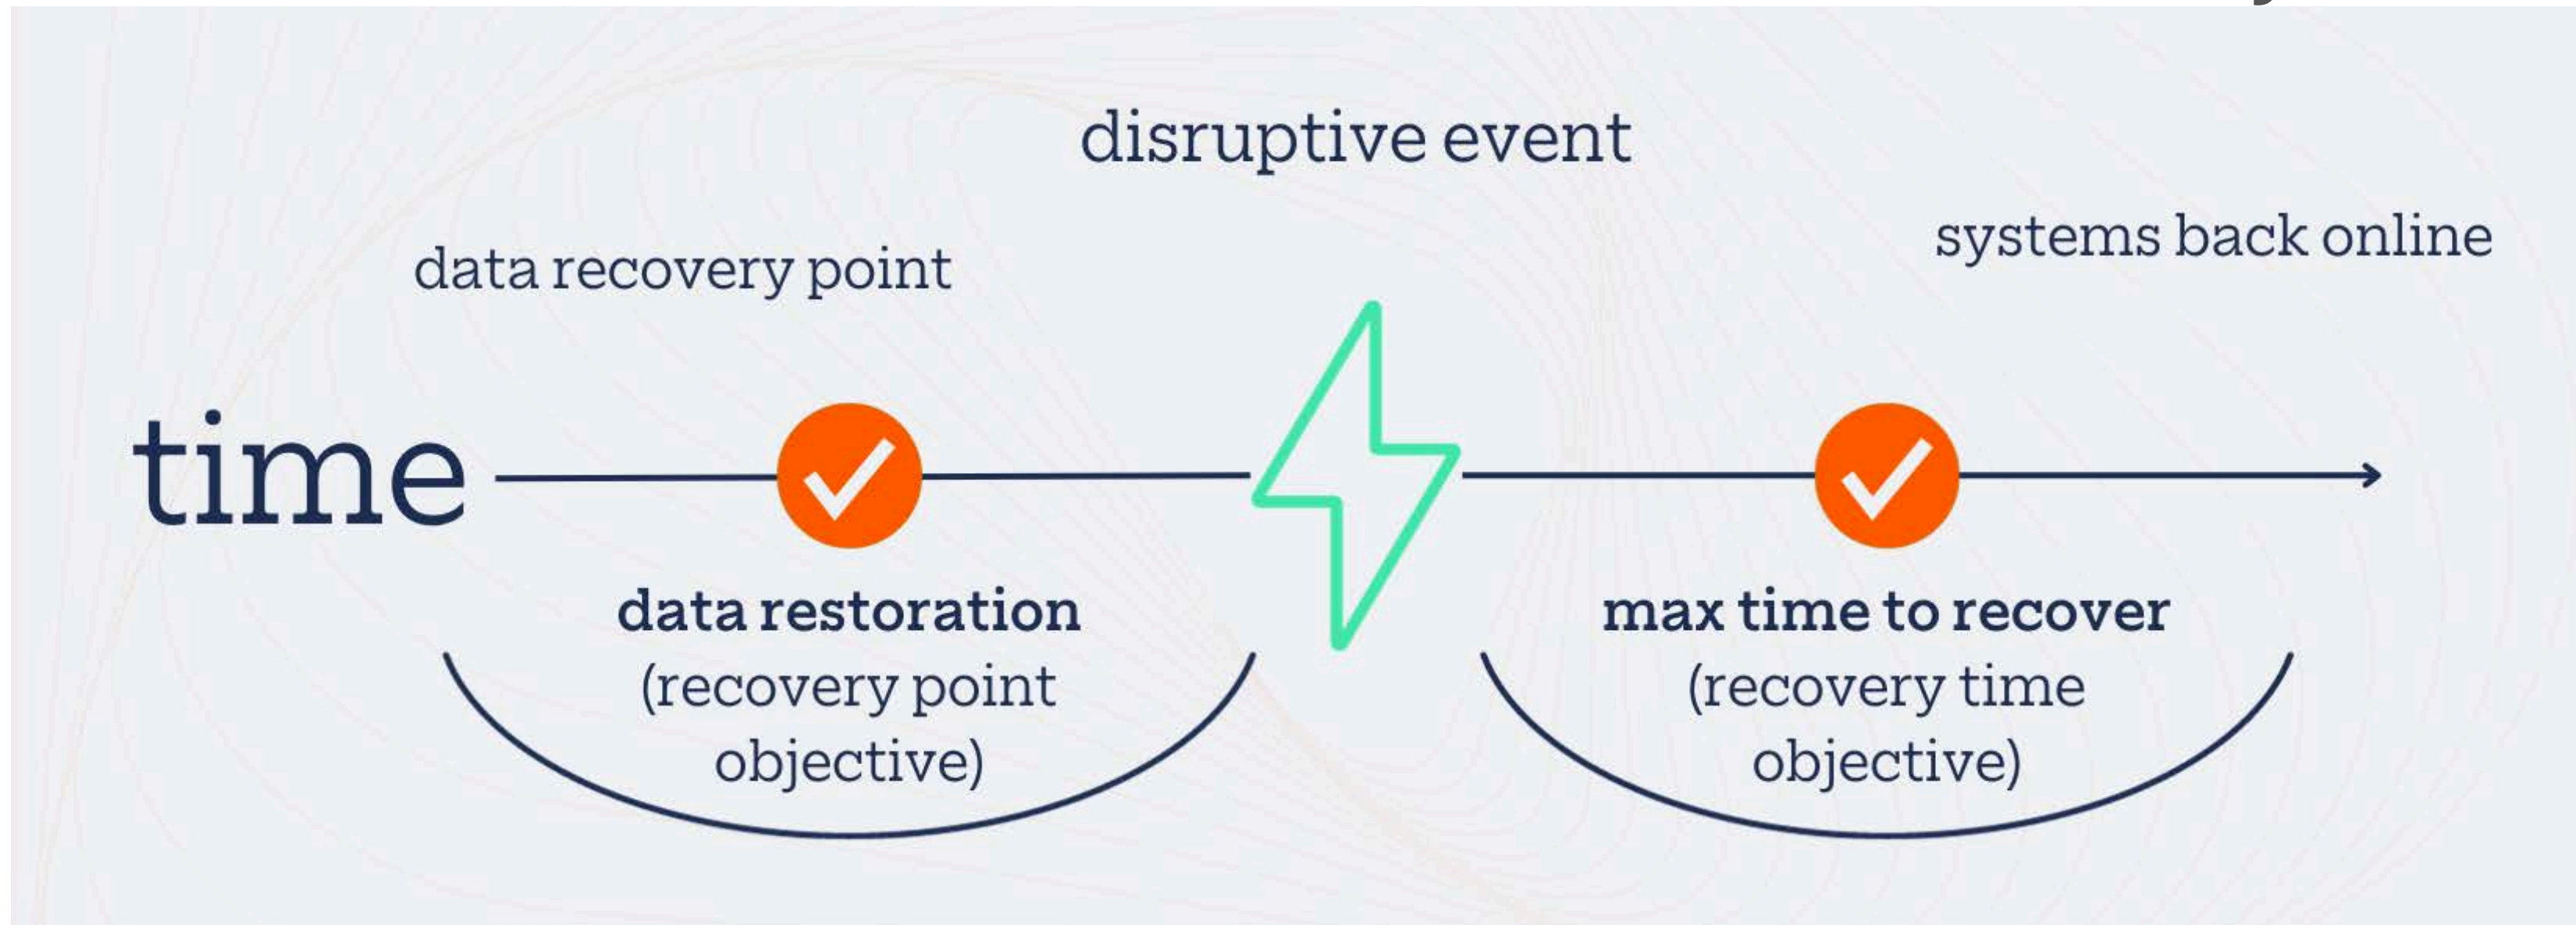 disruptive event
data recovery point
systems back online
time
data restoration
(recovery point
objective)
max time to recover
(recovery time
objective)